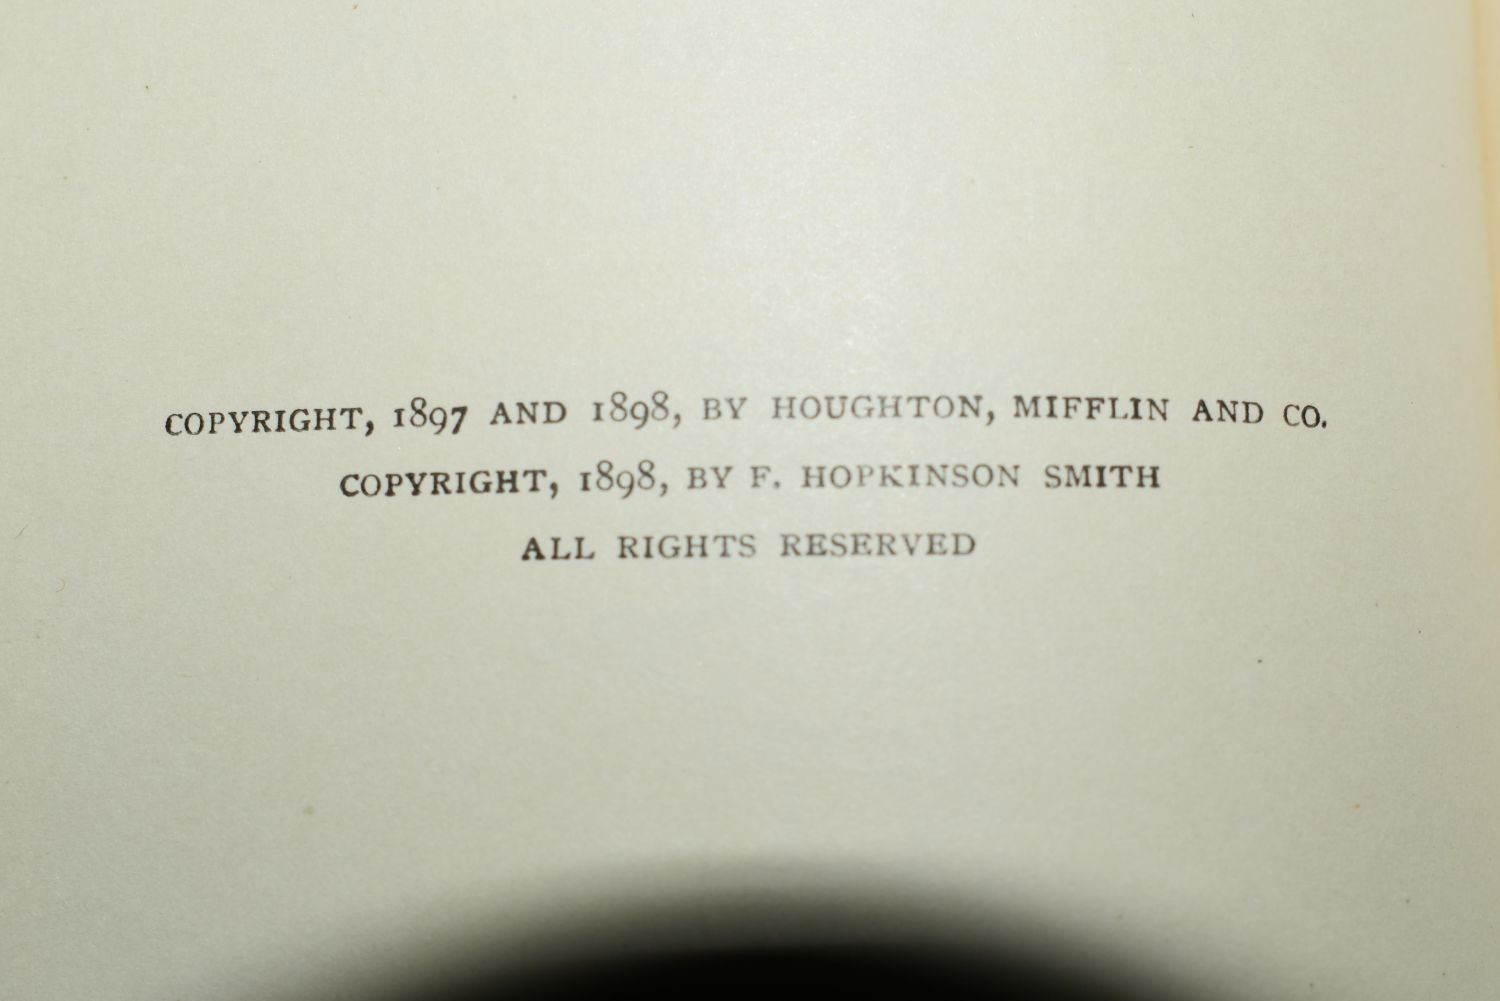 COPYRIGHT, 1897 AND 1898, BY HOUGHTON, MIFFLIN AND CO.
COPYRIGHT, 1898, BY F. HOPKINSON SMITH
ALL RIGHTS RESERVED